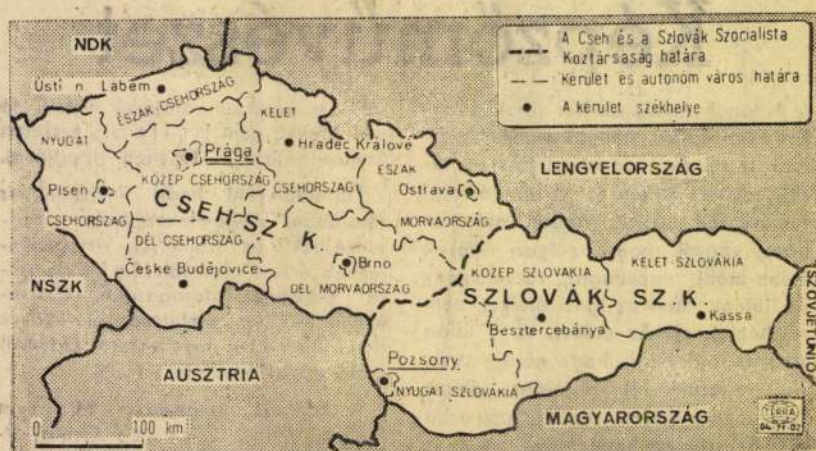 NDK
Ústí n Labem
ÉSZAK-CSEHORSZÁG
KELET
NYUGAT
Prága
Hradec Králové
ÉSZAK
LENGYELORSZÁG
Plsen
KÖZÉP CSEHORSZÁG
CSEHORSZÁG
Ostrava
CSEHORSZÁG
CSEH SZ. K.
MORVAORSZÁG
DÉL CSEHORSZÁG
NSZK
České Budějovice
Brno
DÉL MORVAORSZÁG
KÖZÉP SZLOVÁKIA
KELET SZLOVÁKIA
SZLOVÁK SZ. K.
Besztercebánya
Kassa
SZOVJETUNIÓ
AUSZTRIA
Pozsony
NYUGAT SZLOVÁKIA
MAGYARORSZÁG
0 100 km
TERRA
A Cseh és a Szlovák Szocialista
Köztársaság határa
Kerület és autonóm város határa
A kerület székhelye